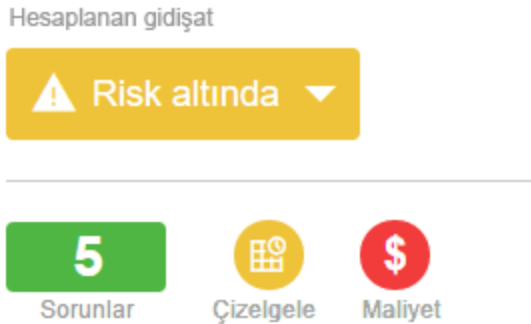 Hesaplanan gidişat
Risk altında
5
$
Sorunlar
Çizelgele
Maliyet